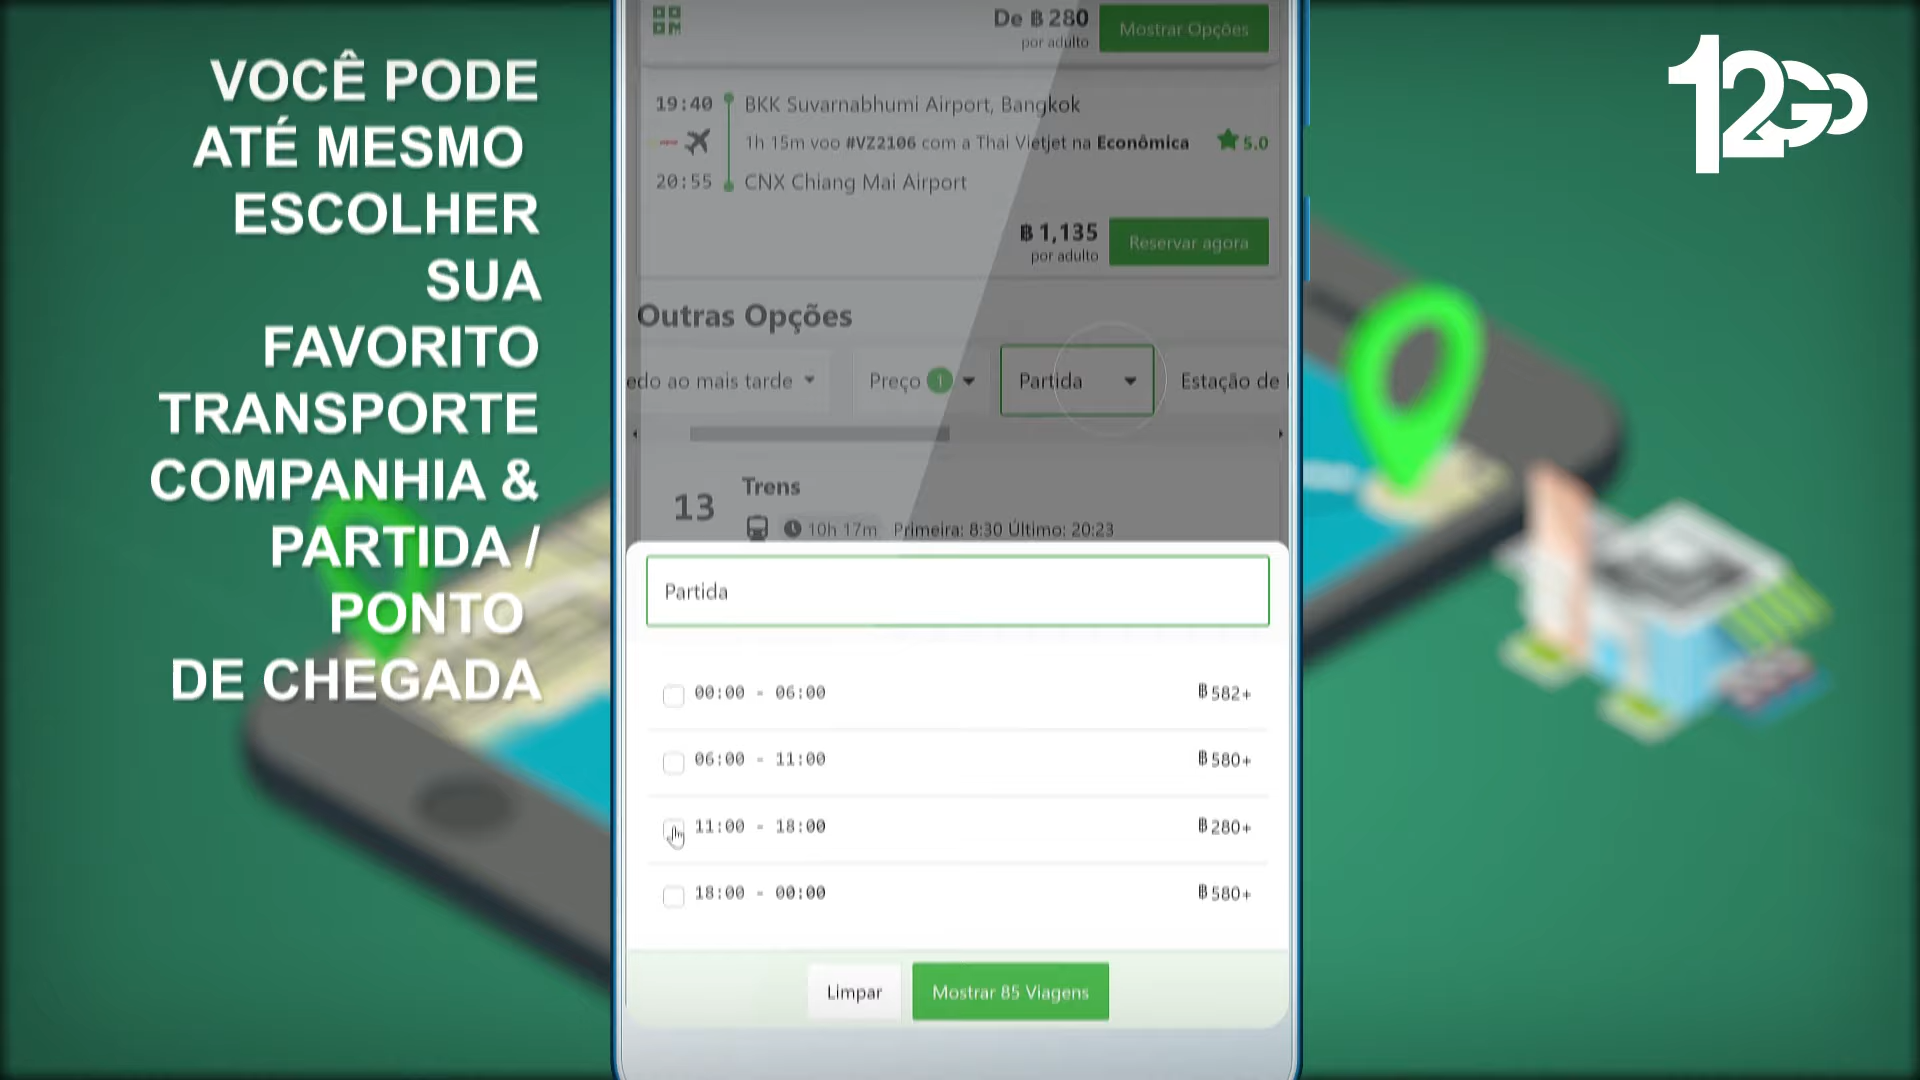 VOCÊ PODE
ATÉ MESMO
ESCOLHER
SUA
FAVORITO
TRANSPORTE
COMPANHIA &
PARTIDA /
PONTO
DE CHEGADA
12GO
De ฿ 280
por adulto
Mostrar Opções
19:40 BKK Suvarnabhumi Airport, Bangkok
1h 15m voo #VZ2106 com a Thai Vietjet na Econômica 5.0
20:55 CNX Chiang Mai Airport
฿ 1,135
por adulto
Reservar agora
Outras Opções
edo ao mais tarde Preço 1 Partida Estação de
13 Trens
10h 17m Primeira: 8:30 Último: 20:23
Partida
00:00 - 06:00 ฿ 582+
06:00 - 11:00 ฿ 580+
11:00 - 18:00 ฿ 280+
18:00 - 00:00 ฿ 580+
Limpar Mostrar 85 Viagens